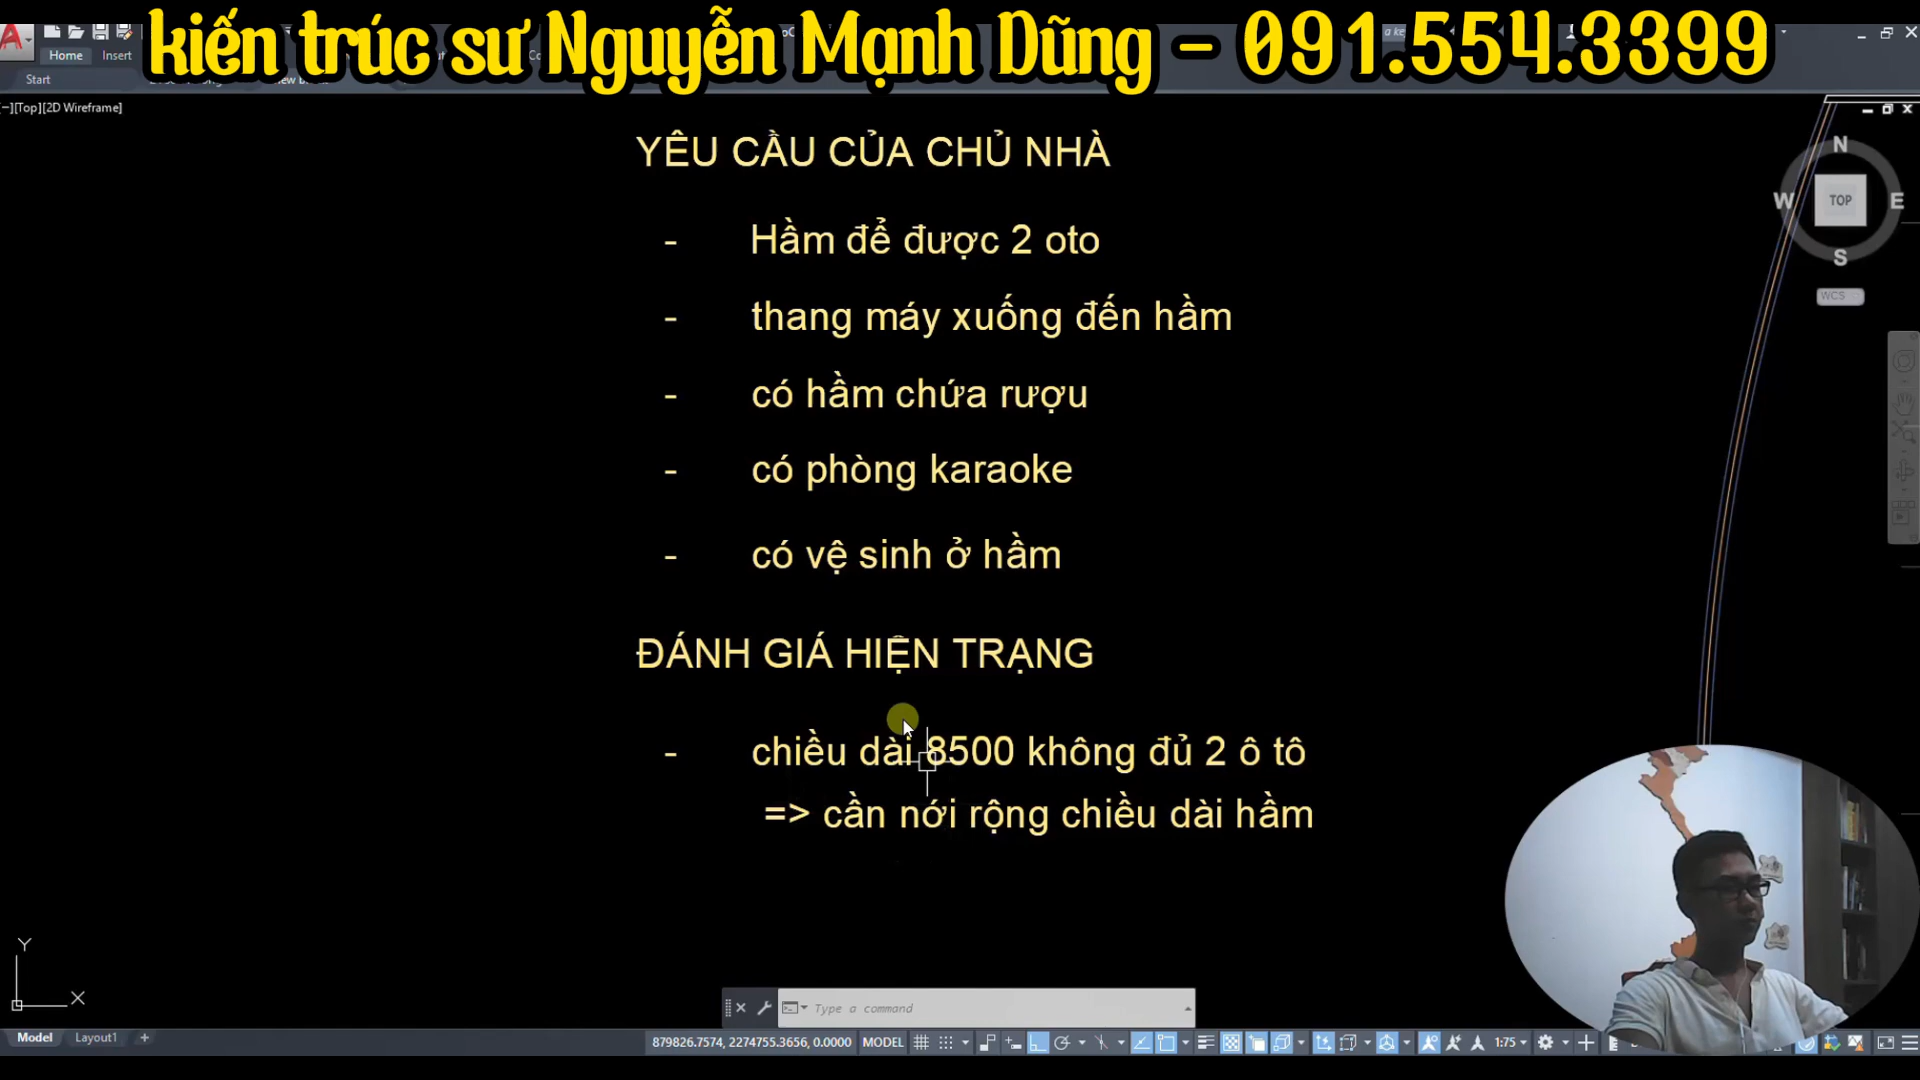 kiến trúc sư Nguyễn Mạnh Dũng – 091.554.3399
Home Insert
Start
[−][Top][2D Wireframe]
YÊU CẦU CỦA CHỦ NHÀ
- Hầm để được 2 oto
- thang máy xuống đến hầm
- có hầm chứa rượu
- có phòng karaoke
- có vệ sinh ở hầm
ĐÁNH GIÁ HIỆN TRẠNG
- chiều dài 8500 không đủ 2 ô tô
=> cần nới rộng chiều dài hầm
N
W TOP E
S
WCS
Y
X
Type a command
Model Layout1 +
879826.7574, 2274755.3656, 0.0000 MODEL 1:75